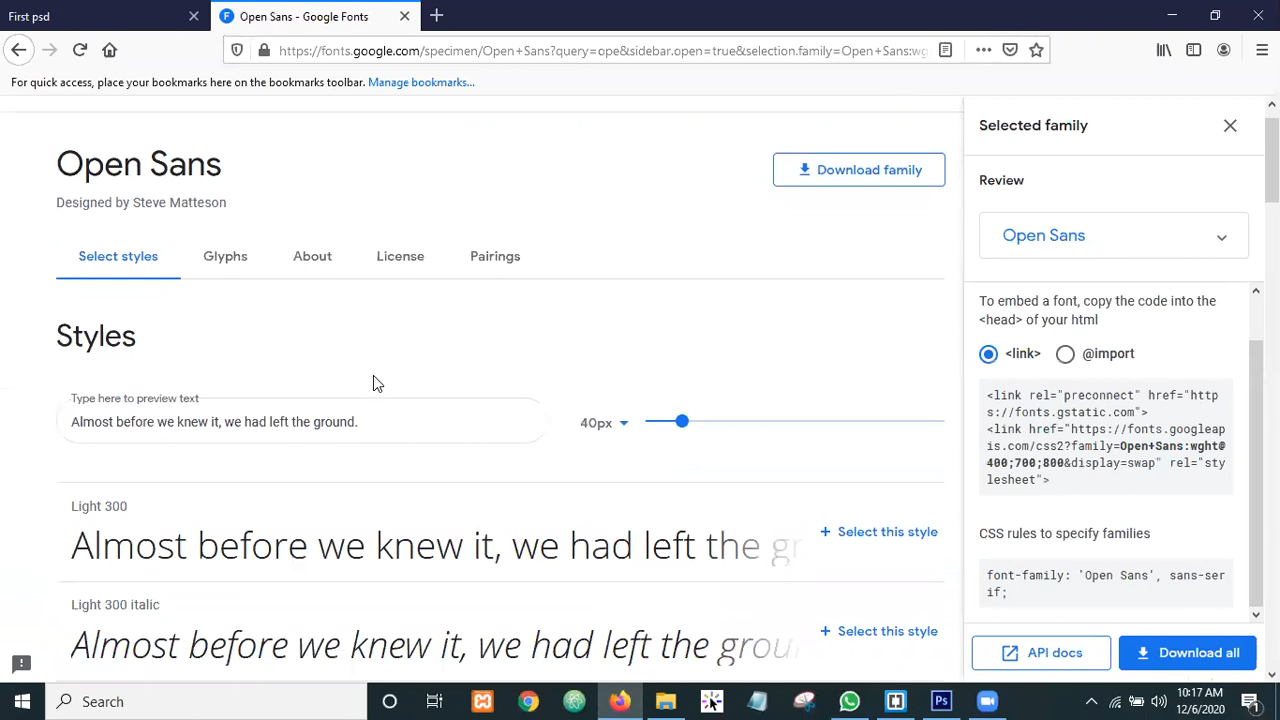 First psd
Open Sans - Google Fonts
https://fonts.google.com/specimen/Open+Sans?query=ope&sidebar.open=true&selection.family=Open+Sans:wg
For quick access, place your bookmarks here on the bookmarks toolbar. Manage bookmarks...
Open Sans
Designed by Steve Matteson
Download family
Select styles
Glyphs
About
License
Pairings
Styles
Type here to preview text
Almost before we knew it, we had left the ground.
40px
Light 300
Almost before we knew it, we had left the gr
Select this style
Light 300 italic
Almost before we knew it, we had left the grou
Select this style
Selected family
Review
Open Sans
To embed a font, copy the code into the
<head> of your html
<link>
@import
<link rel="preconnect" href="http
s://fonts.gstatic.com">
<link href="https://fonts.googleap
is.com/css2?family=Open+Sans:wght@
400;700;800&display=swap" rel="sty
lesheet">
CSS rules to specify families
font-family: 'Open Sans', sans-ser
if;
API docs
Download all
Search
Ps
10:17 AM
12/6/2020
1